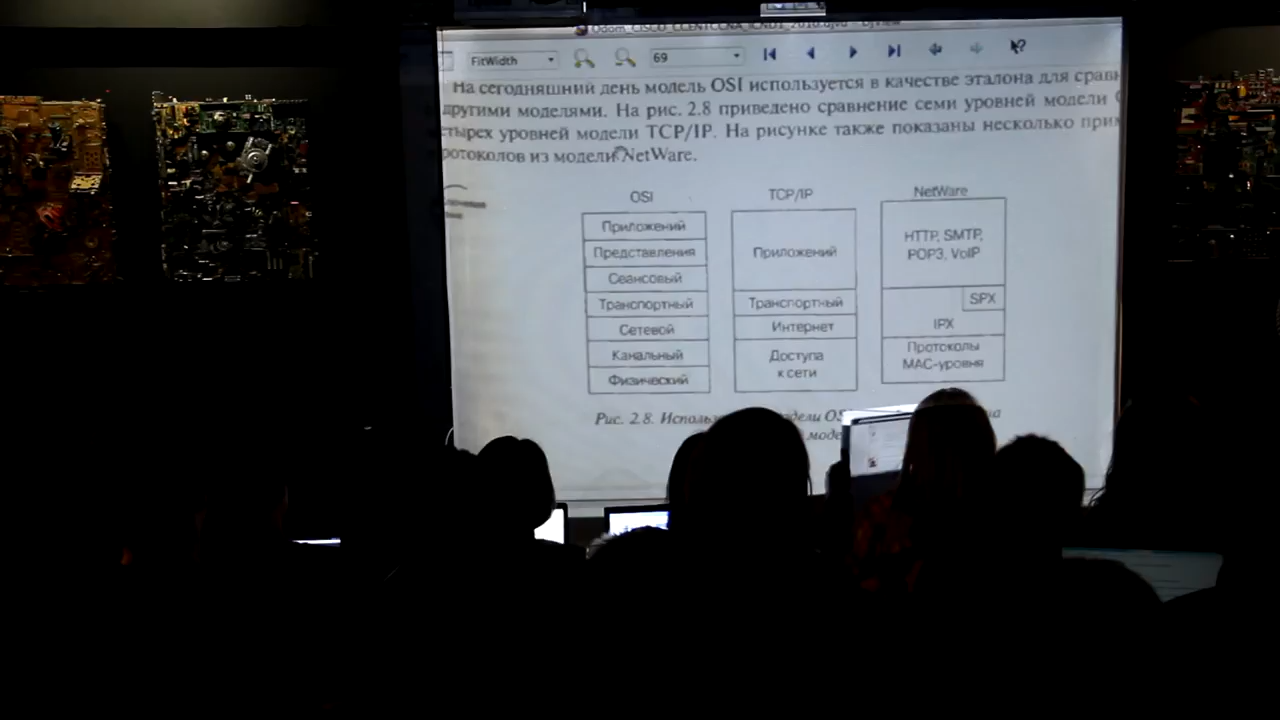 Odom_CISCO_CCENTCCNA_ICND1_2010.djvu - DjView
FitWidth
69
На сегодняшний день модель OSI используется в качестве эталона для
другими моделями. На рис. 2.8 приведено сравнение семи уровней модели
уровней модели TCP/IP. На рисунке также показаны несколько
из модели NetWare.
OSI
Приложений
Представления
Сеансовый
Транспортный
Сетевой
Канальный
Физический
TCP/IP
Приложений
Транспортный
Интернет
Доступа
к сети
NetWare
HTTP, SMTP,
POP3, VoIP
SPX
IPX
Протоколы
MAC-уровня
Рис. 2.8.